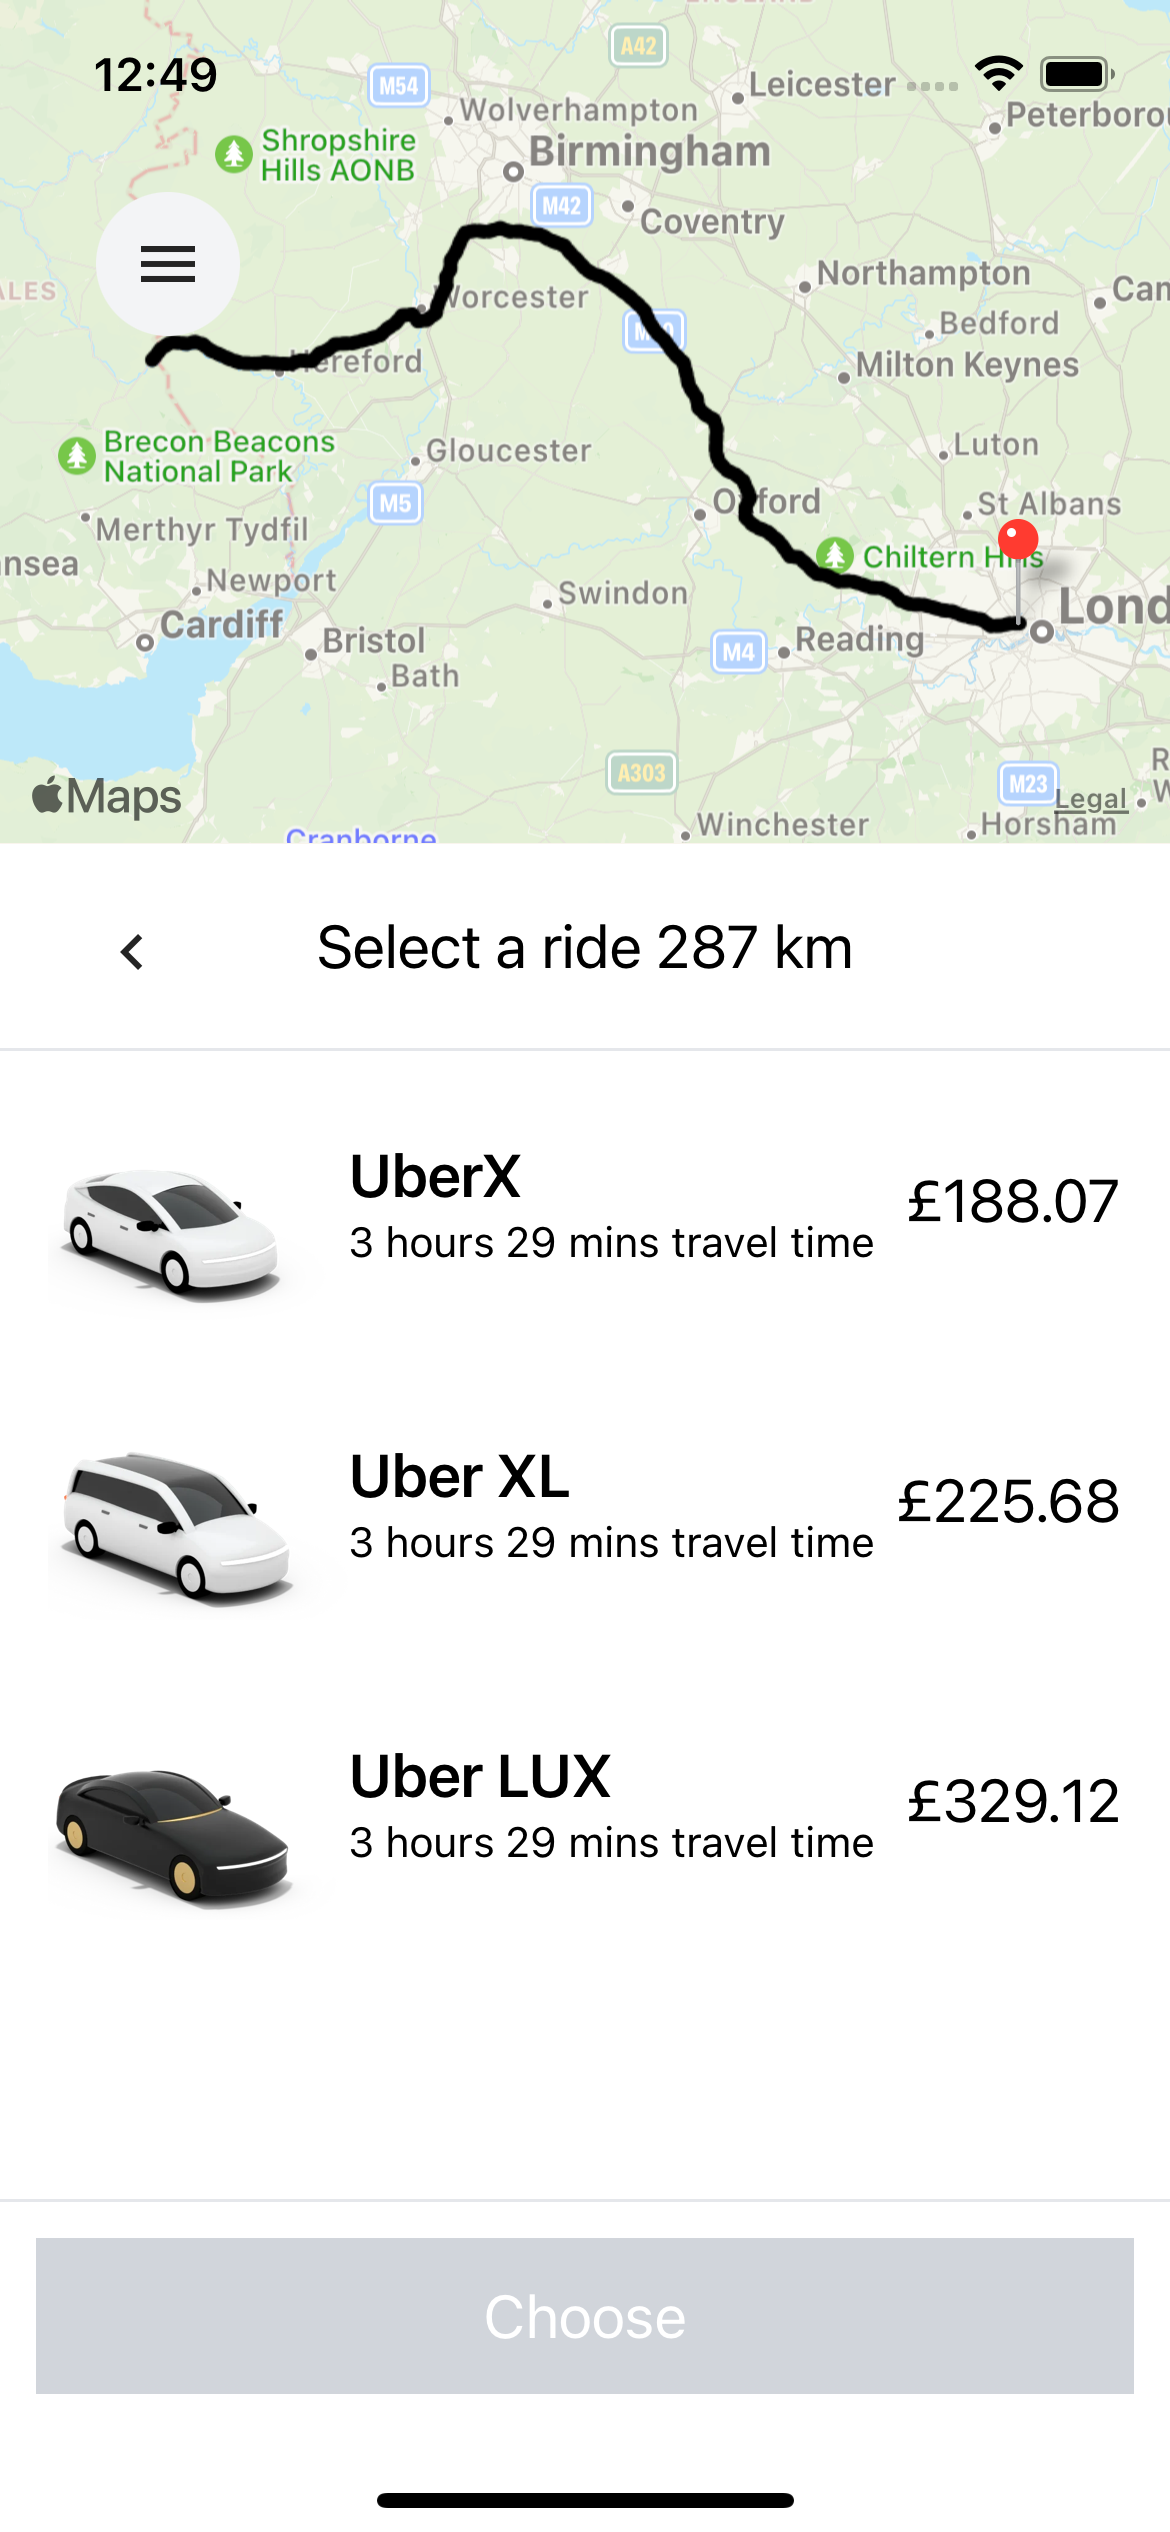 A42
12:49
M54
Leicester
Wolverhampton
Peterboro
Shropshire
Hills AONB
Birmingham
M42
Coventry
Northampton
ALES
Worcester
Can
Bedford
Hereford
Milton Keynes
Brecon Beacons
National Park
Gloucester
Luton
M5
Oxford
St Albans
Merthyr Tydfil
nsea
Chiltern Hills
Newport
Swindon
Lond
Cardiff
Bristol
Reading
M4
Bath
A303
M23
R
W
Maps
Legal
Winchester
Horsham
Cranborne
Select a ride 287 km
UberX
3 hours 29 mins travel time
£188.07
Uber XL
3 hours 29 mins travel time
£225.68
Uber LUX
3 hours 29 mins travel time
£329.12
Choose